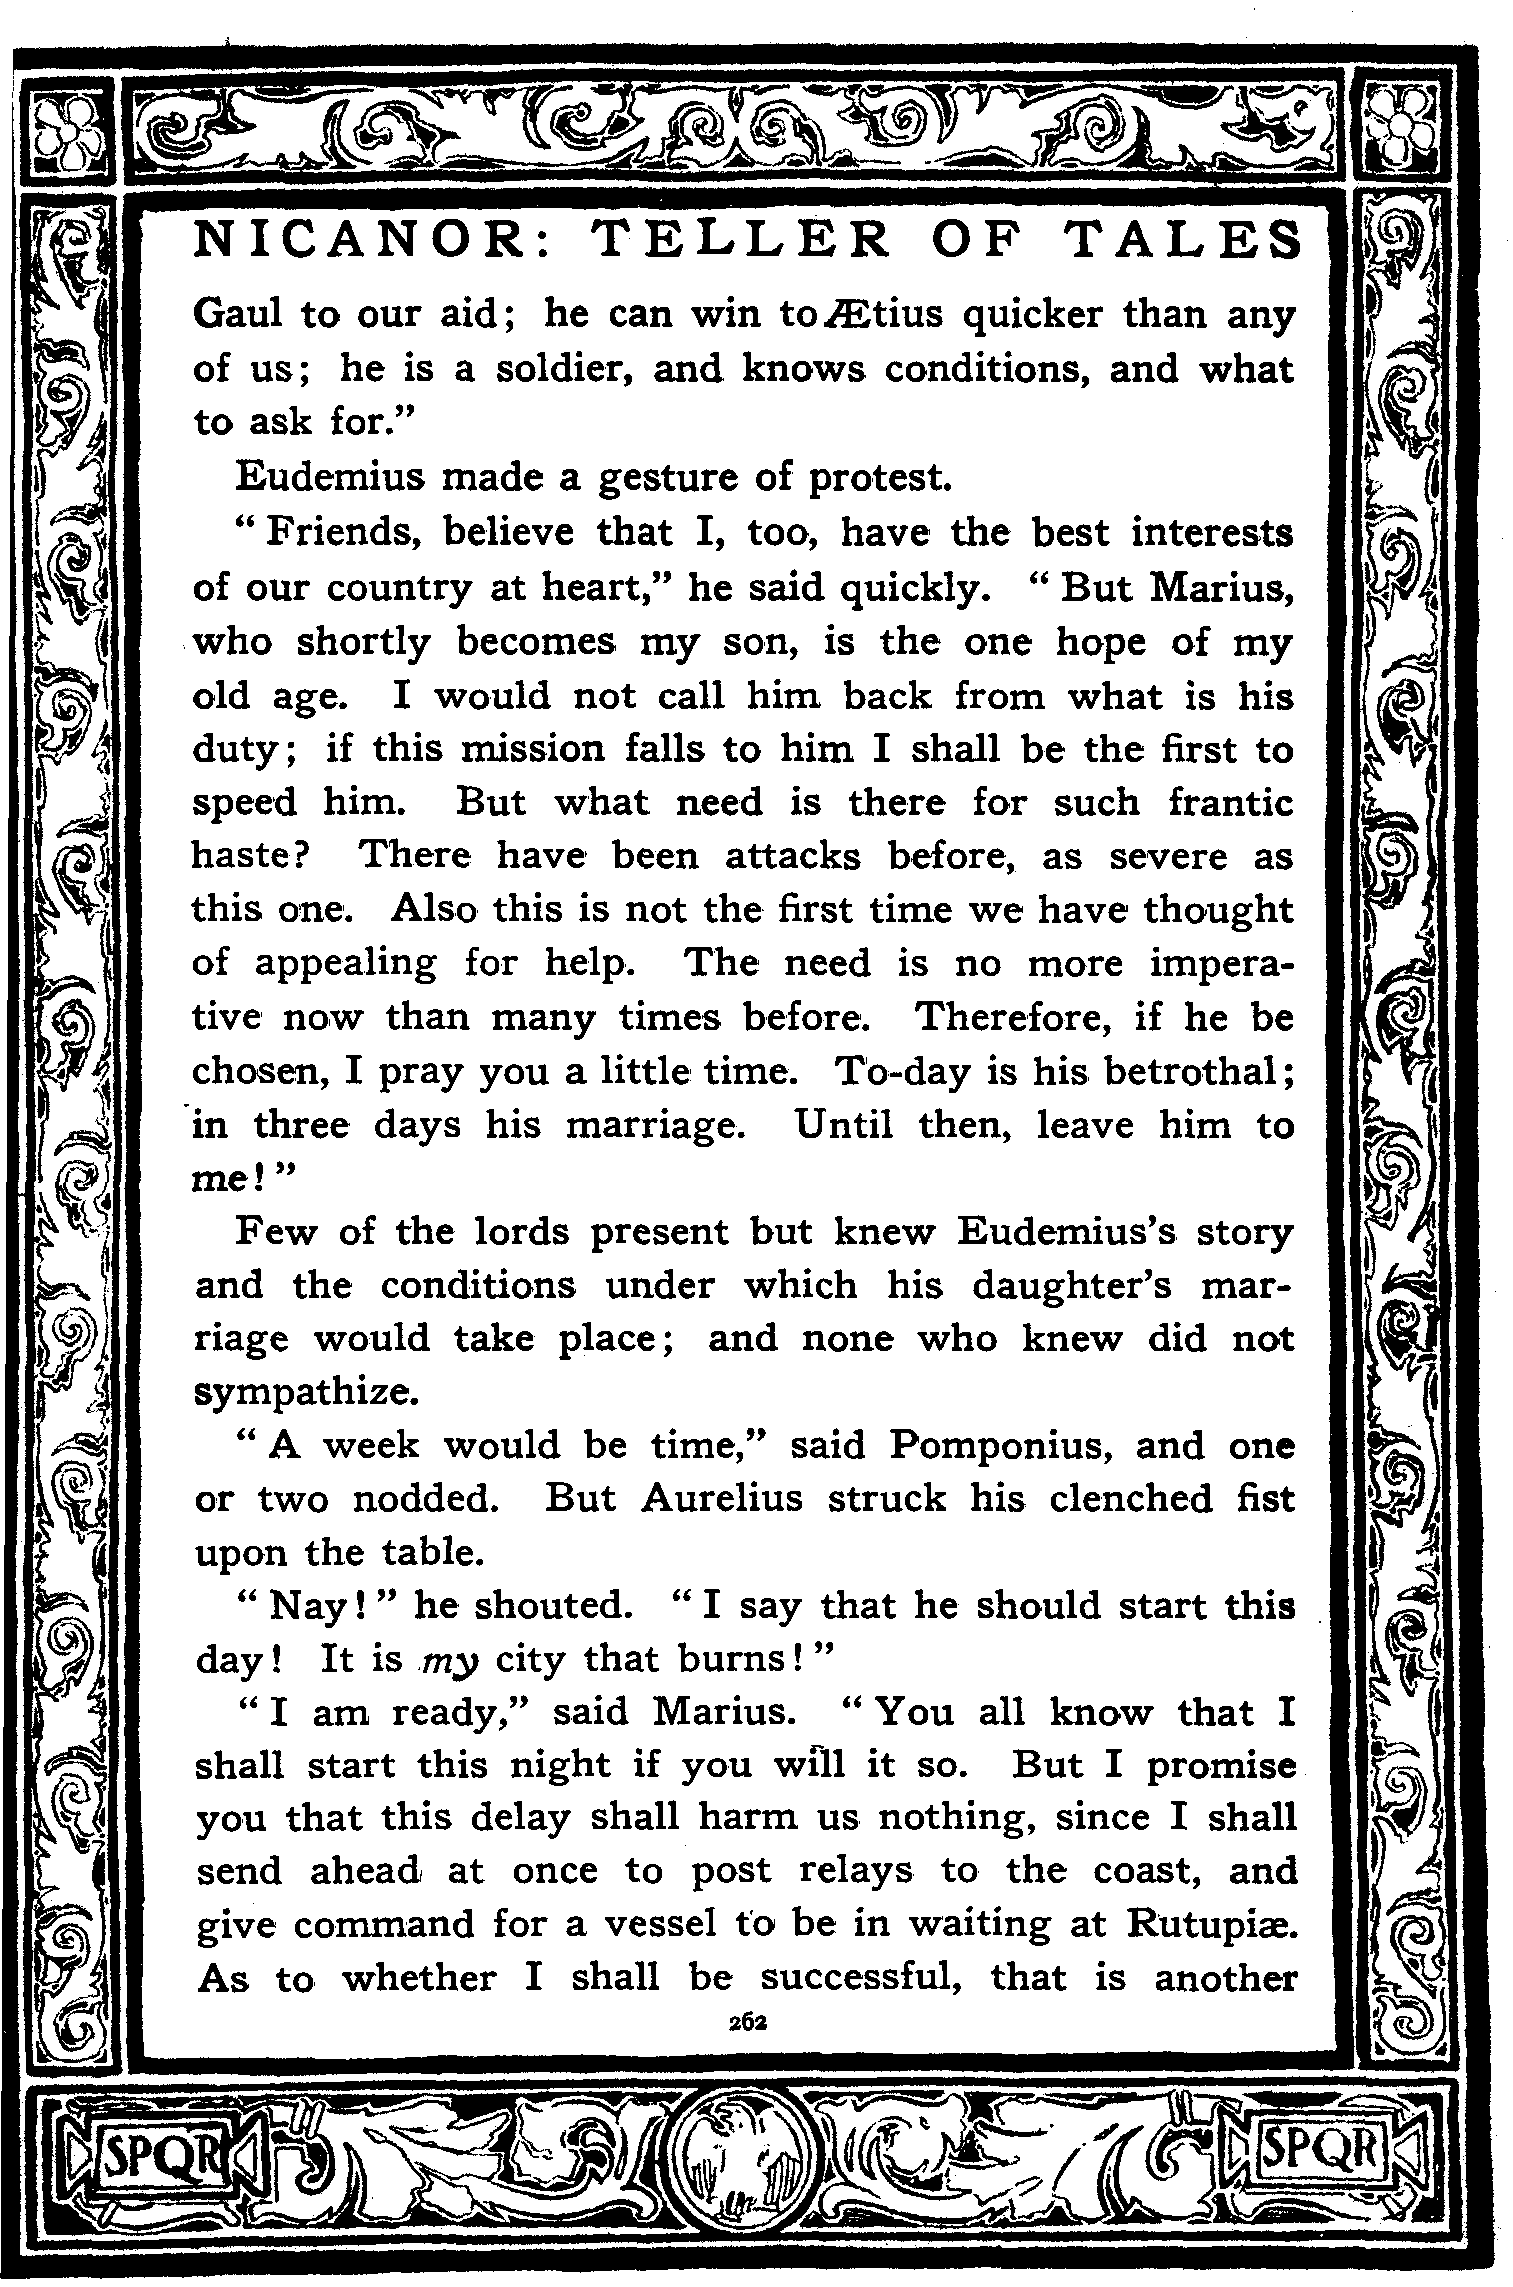 NICANOR: TELLER OF TALES
Gaul to our aid; he can win to Ætius quicker than any
of us; he is a soldier, and knows conditions, and what
to ask for.”
Eudemius made a gesture of protest.
“Friends, believe that I, too, have the best interests
of our country at heart,” he said quickly. “But Marius,
who shortly becomes my son, is the one hope of my
old age. I would not call him back from what is his
duty; if this mission falls to him I shall be the first to
speed him. But what need is there for such frantic
haste? There have been attacks before, as severe as
this one. Also this is not the first time we have thought
of appealing for help. The need is no more impera-
tive now than many times before. Therefore, if he be
chosen, I pray you a little time. To-day is his betrothal;
in three days his marriage. Until then, leave him to
me!”
Few of the lords present but knew Eudemius’s story
and the conditions under which his daughter’s mar-
riage would take place; and none who knew did not
sympathize.
“A week would be time,” said Pomponius, and one
or two nodded. But Aurelius struck his clenched fist
upon the table.
“Nay!” he shouted. “I say that he should start this
day! It is my city that burns!”
“I am ready,” said Marius. “You all know that I
shall start this night if you will it so. But I promise
you that this delay shall harm us nothing, since I shall
send ahead at once to post relays to the coast, and
give command for a vessel to be in waiting at Rutupiæ.
As to whether I shall be successful, that is another
262
SPQR SPQR